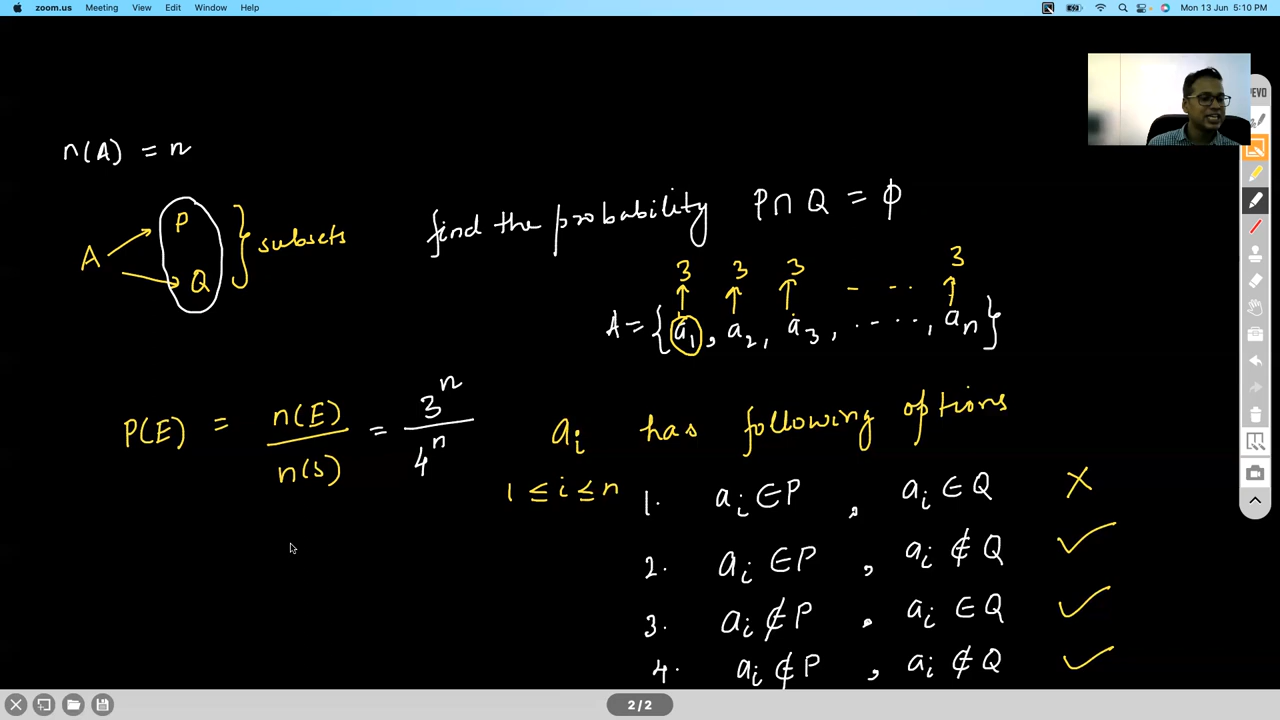 zoom.us Meeting View Edit Window Help Mon 13 Jun 5:10 PM
n(A) = n
A P Q } subsets
find the probability P∩Q = ϕ
3 3 3 - - .. 3
A = {a₁, a₂, a₃, ....., aₙ}
P(E) = n(E)/n(S) = 3ⁿ/4ⁿ
aᵢ has following options
1 ≤ i ≤ n
1. aᵢ ∈ P , aᵢ ∈ Q ✗
2. aᵢ ∈ P , aᵢ ∉ Q ✓
3. aᵢ ∉ P , aᵢ ∈ Q ✓
4. aᵢ ∉ P , aᵢ ∉ Q ✓
2/2